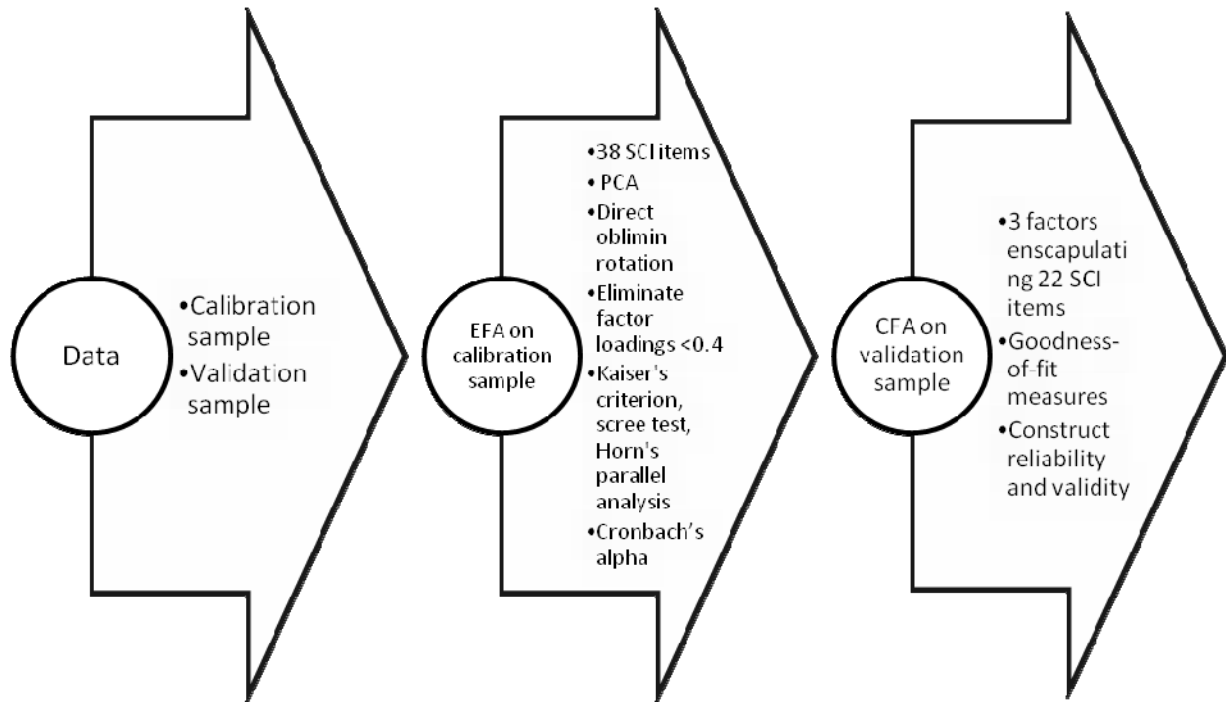 Data
•Calibration
sample
•Validation
sample
EFA on
calibration
sample
•38 SCI items
•PCA
•Direct
oblimin
rotation
•Eliminate
factor
loadings <0.4
•Kaiser's
criterion,
scree test,
Horn's
parallel
analysis
•Cronbach’s
alpha
CFA on
validation
sample
•3 factors
enscapulati
ng 22 SCI
items
•Goodness-
of-fit
measures
•Construct
reliability
and validity